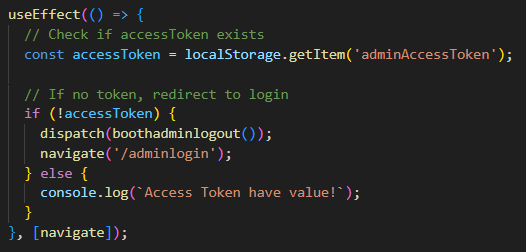 useEffect(() => {
  // Check if accessToken exists
  const accessToken = localStorage.getItem('adminAccessToken');

  // If no token, redirect to login
  if (!accessToken) {
    dispatch(boothadminlogout());
    navigate('/adminlogin');
  } else {
    console.log(`Access Token have value!`);
  }
}, [navigate]);